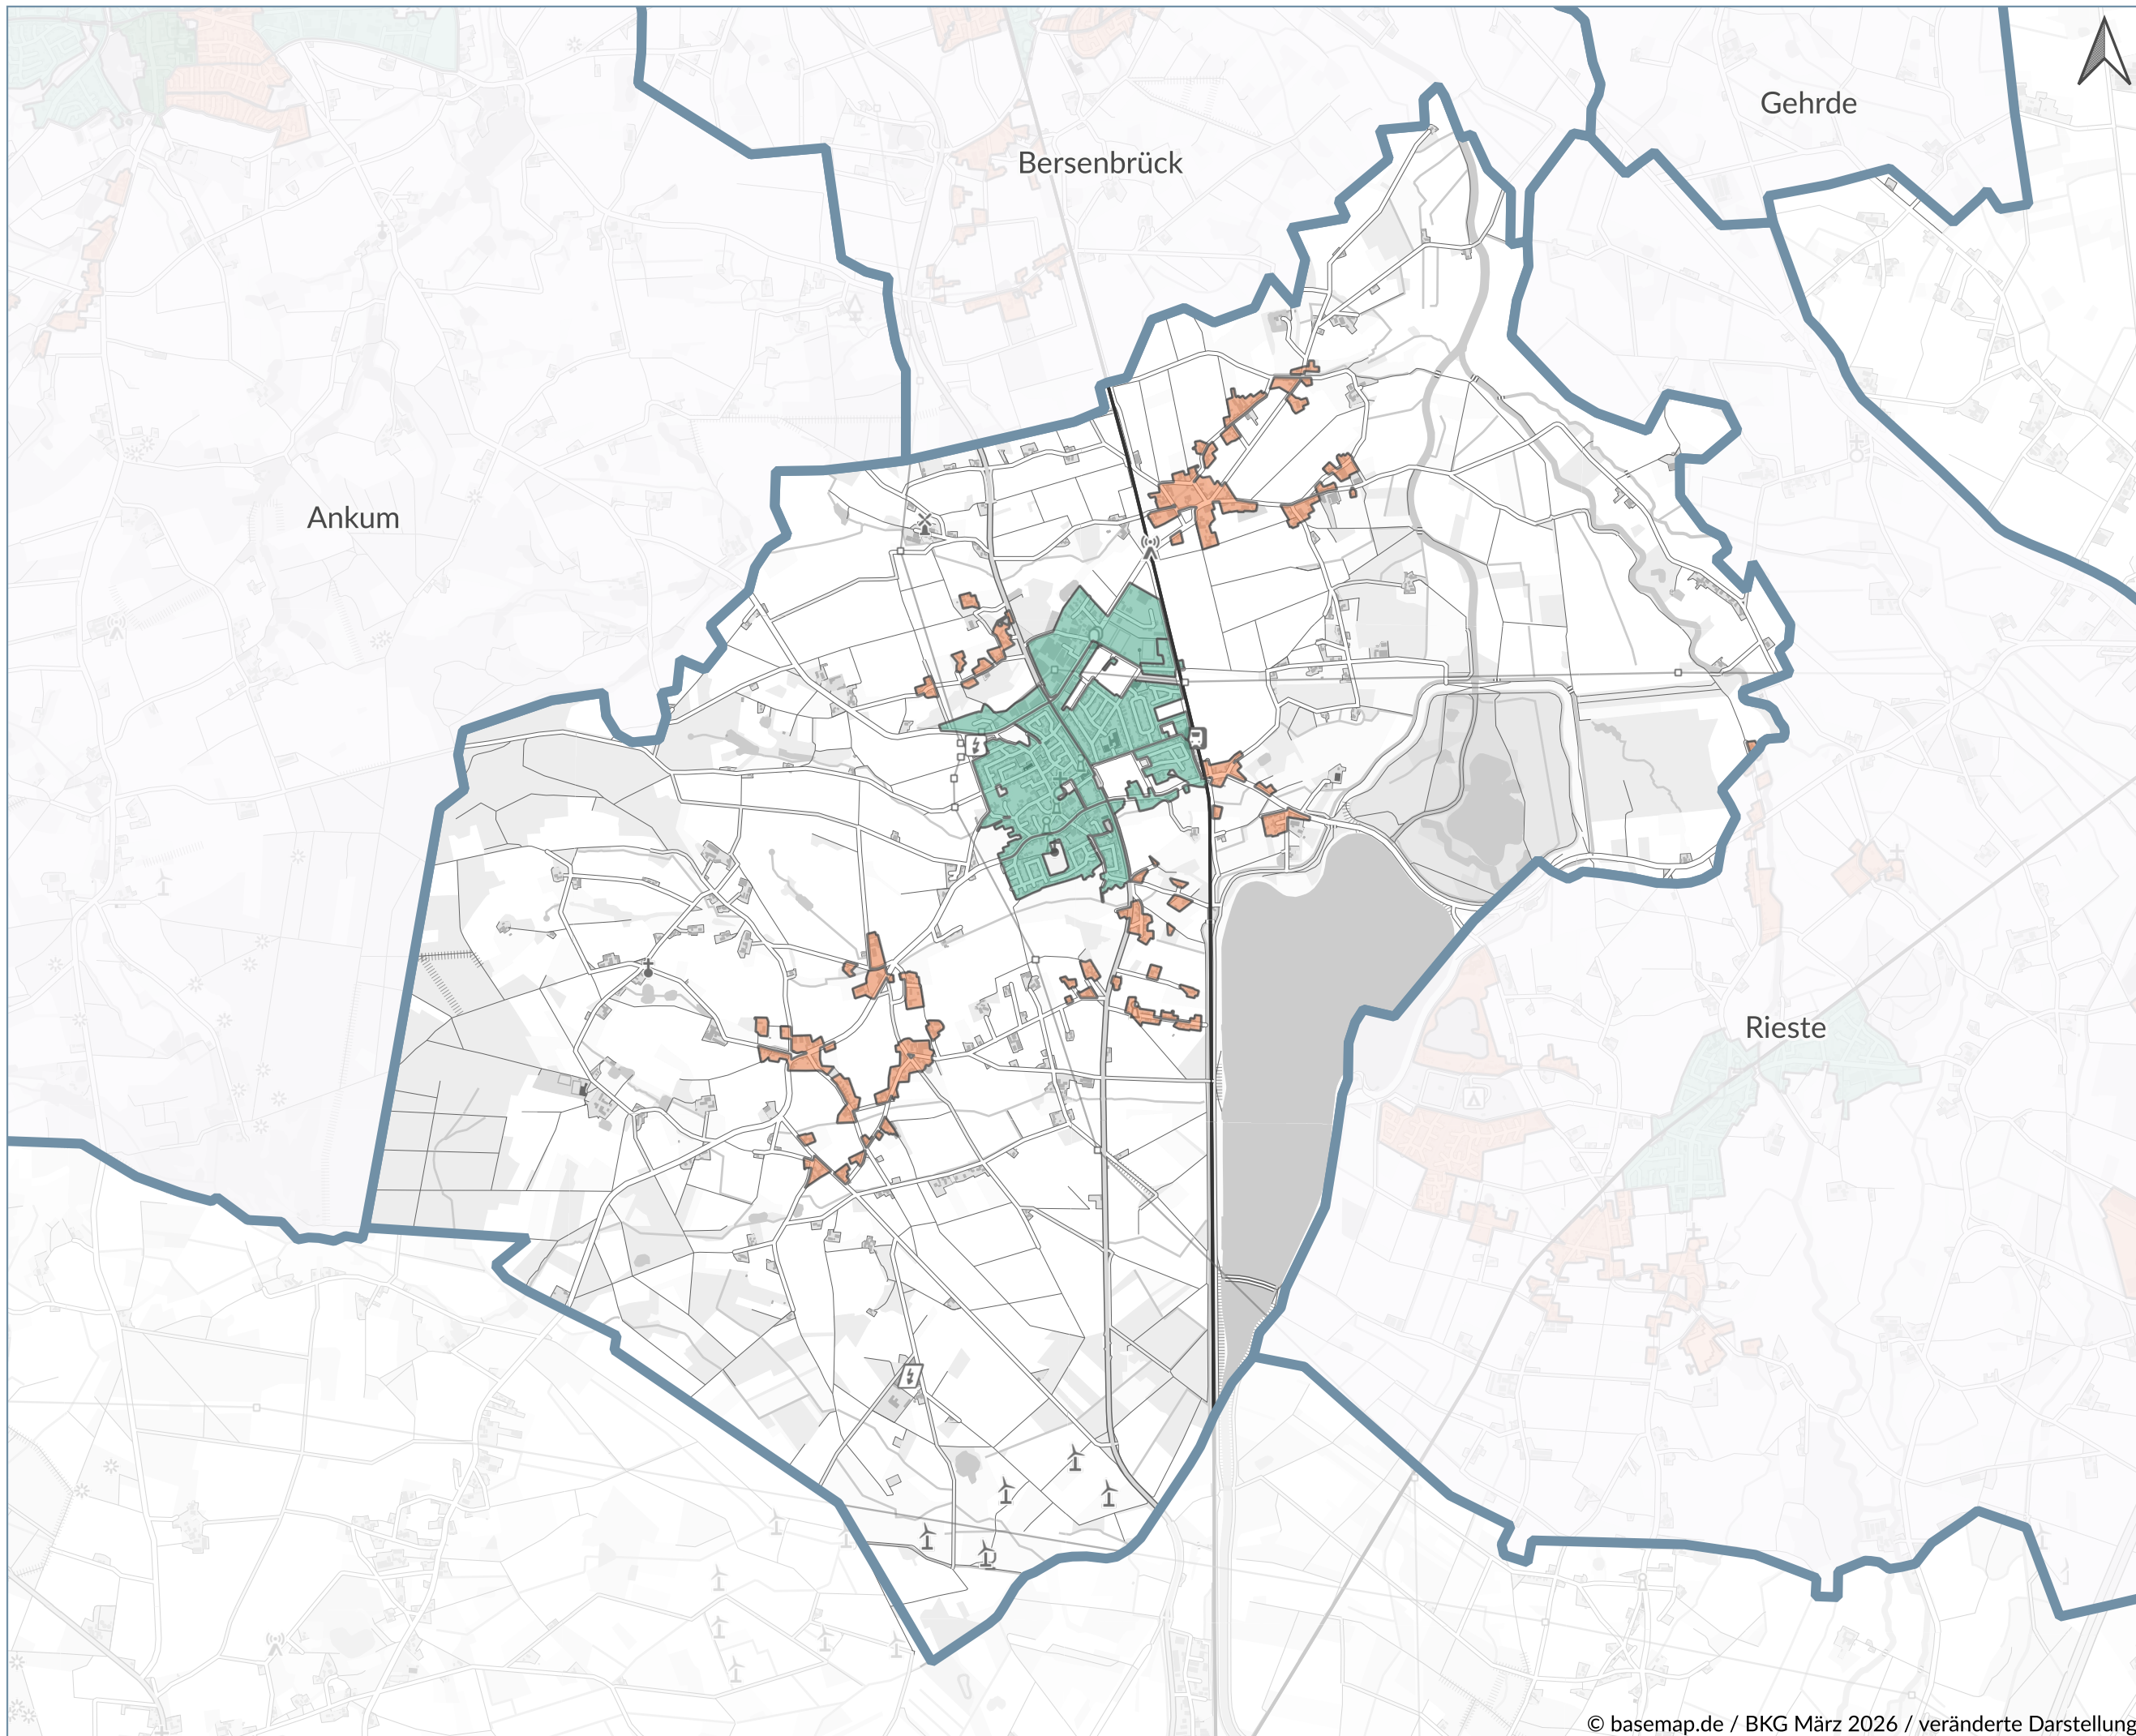 Gehrde
Bersenbrück
Ankum
Rieste
© basemap.de / BKG März 2026 / veränderte Darstellung